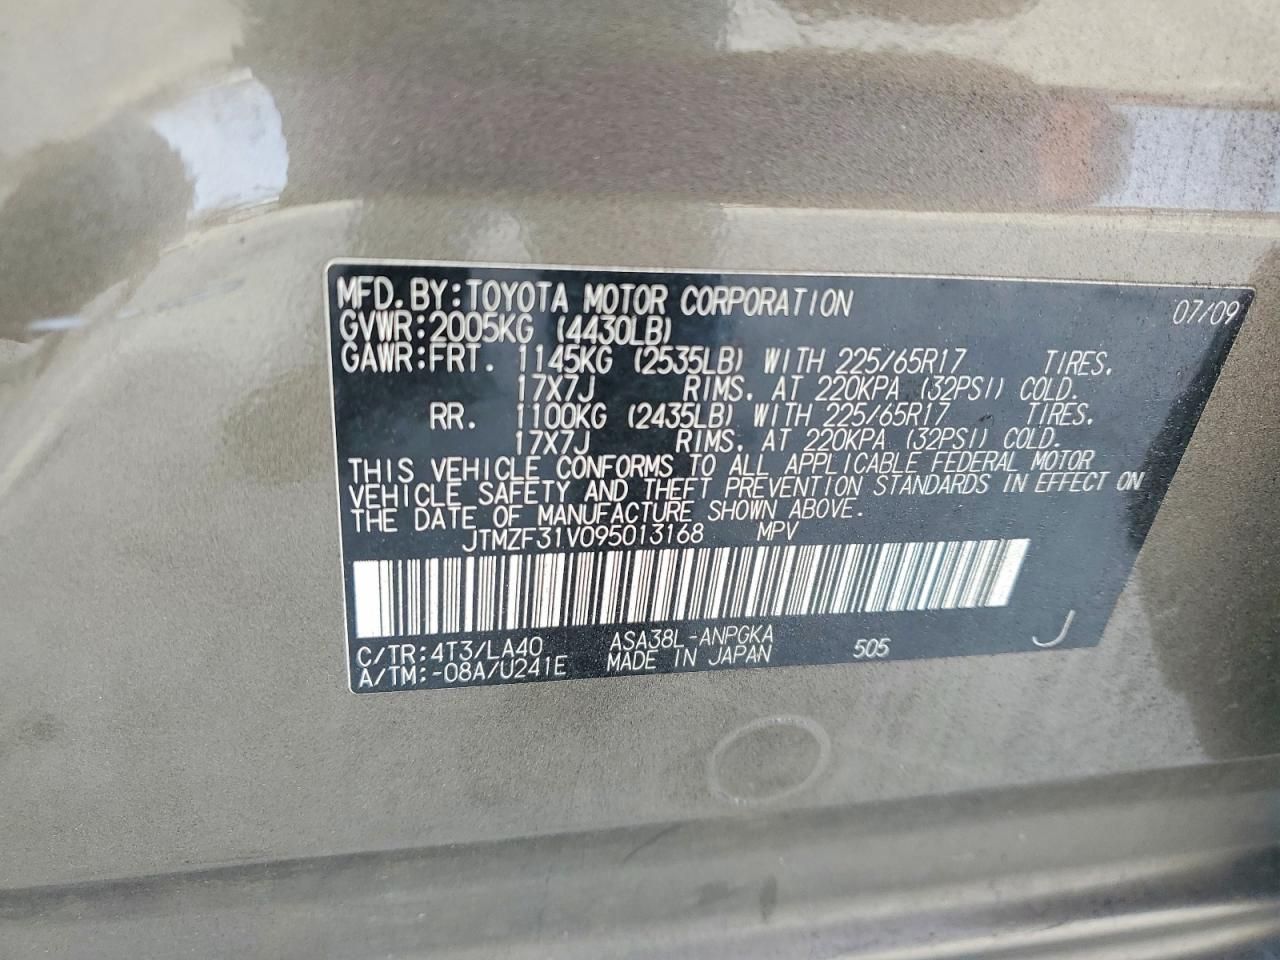 MFD. BY: TOYOTA MOTOR CORPORATION 07/09
GVWR: 2005KG (4430LB)
GAWR: FRT. 1145KG (2535LB) WITH 225/65R17 TIRES.
17X7J RIMS. AT 220KPA (32PSI) COLD.
RR. 1100KG (2435LB) WITH 225/65R17 TIRES.
17X7J RIMS. AT 220KPA (32PSI) COLD.
THIS VEHICLE CONFORMS TO ALL APPLICABLE FEDERAL MOTOR
VEHICLE SAFETY AND THEFT PREVENTION STANDARDS IN EFFECT ON
THE DATE OF MANUFACTURE SHOWN ABOVE.
JTMZF31V095013168 MPV
C/TR: 4T3/LA40 ASA38L-ANPGKA 505 J
A/TM: -08A/U241E MADE IN JAPAN